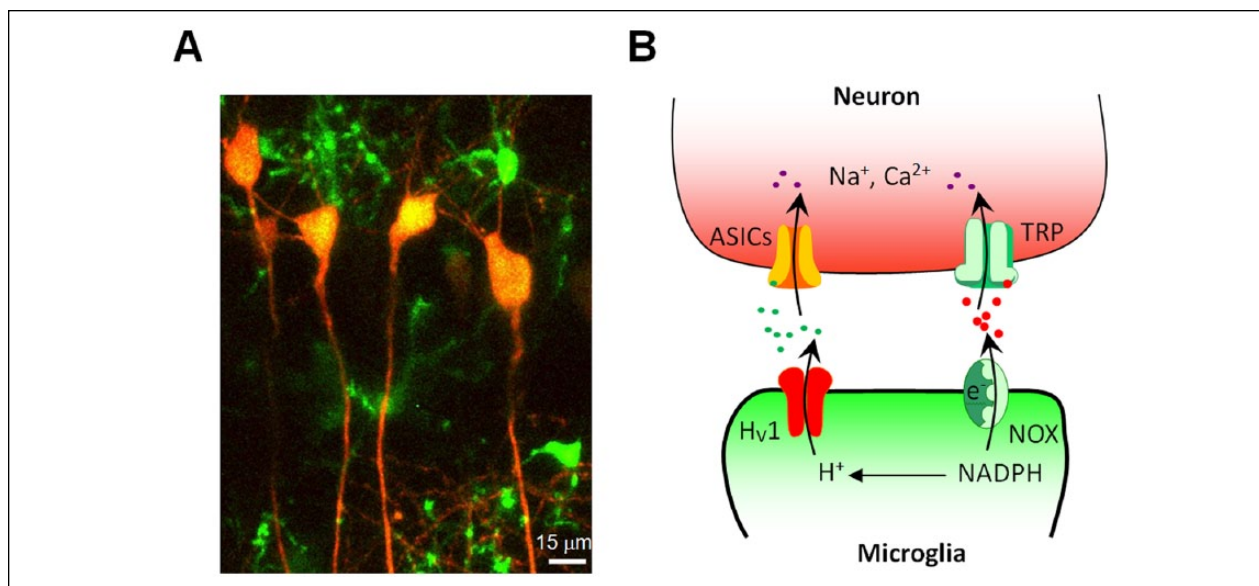 A
B
15 μm
Neuron
Na⁺, Ca²⁺
ASICs
TRP
Hᵥ1
e⁻
NOX
H⁺
NADPH
Microglia